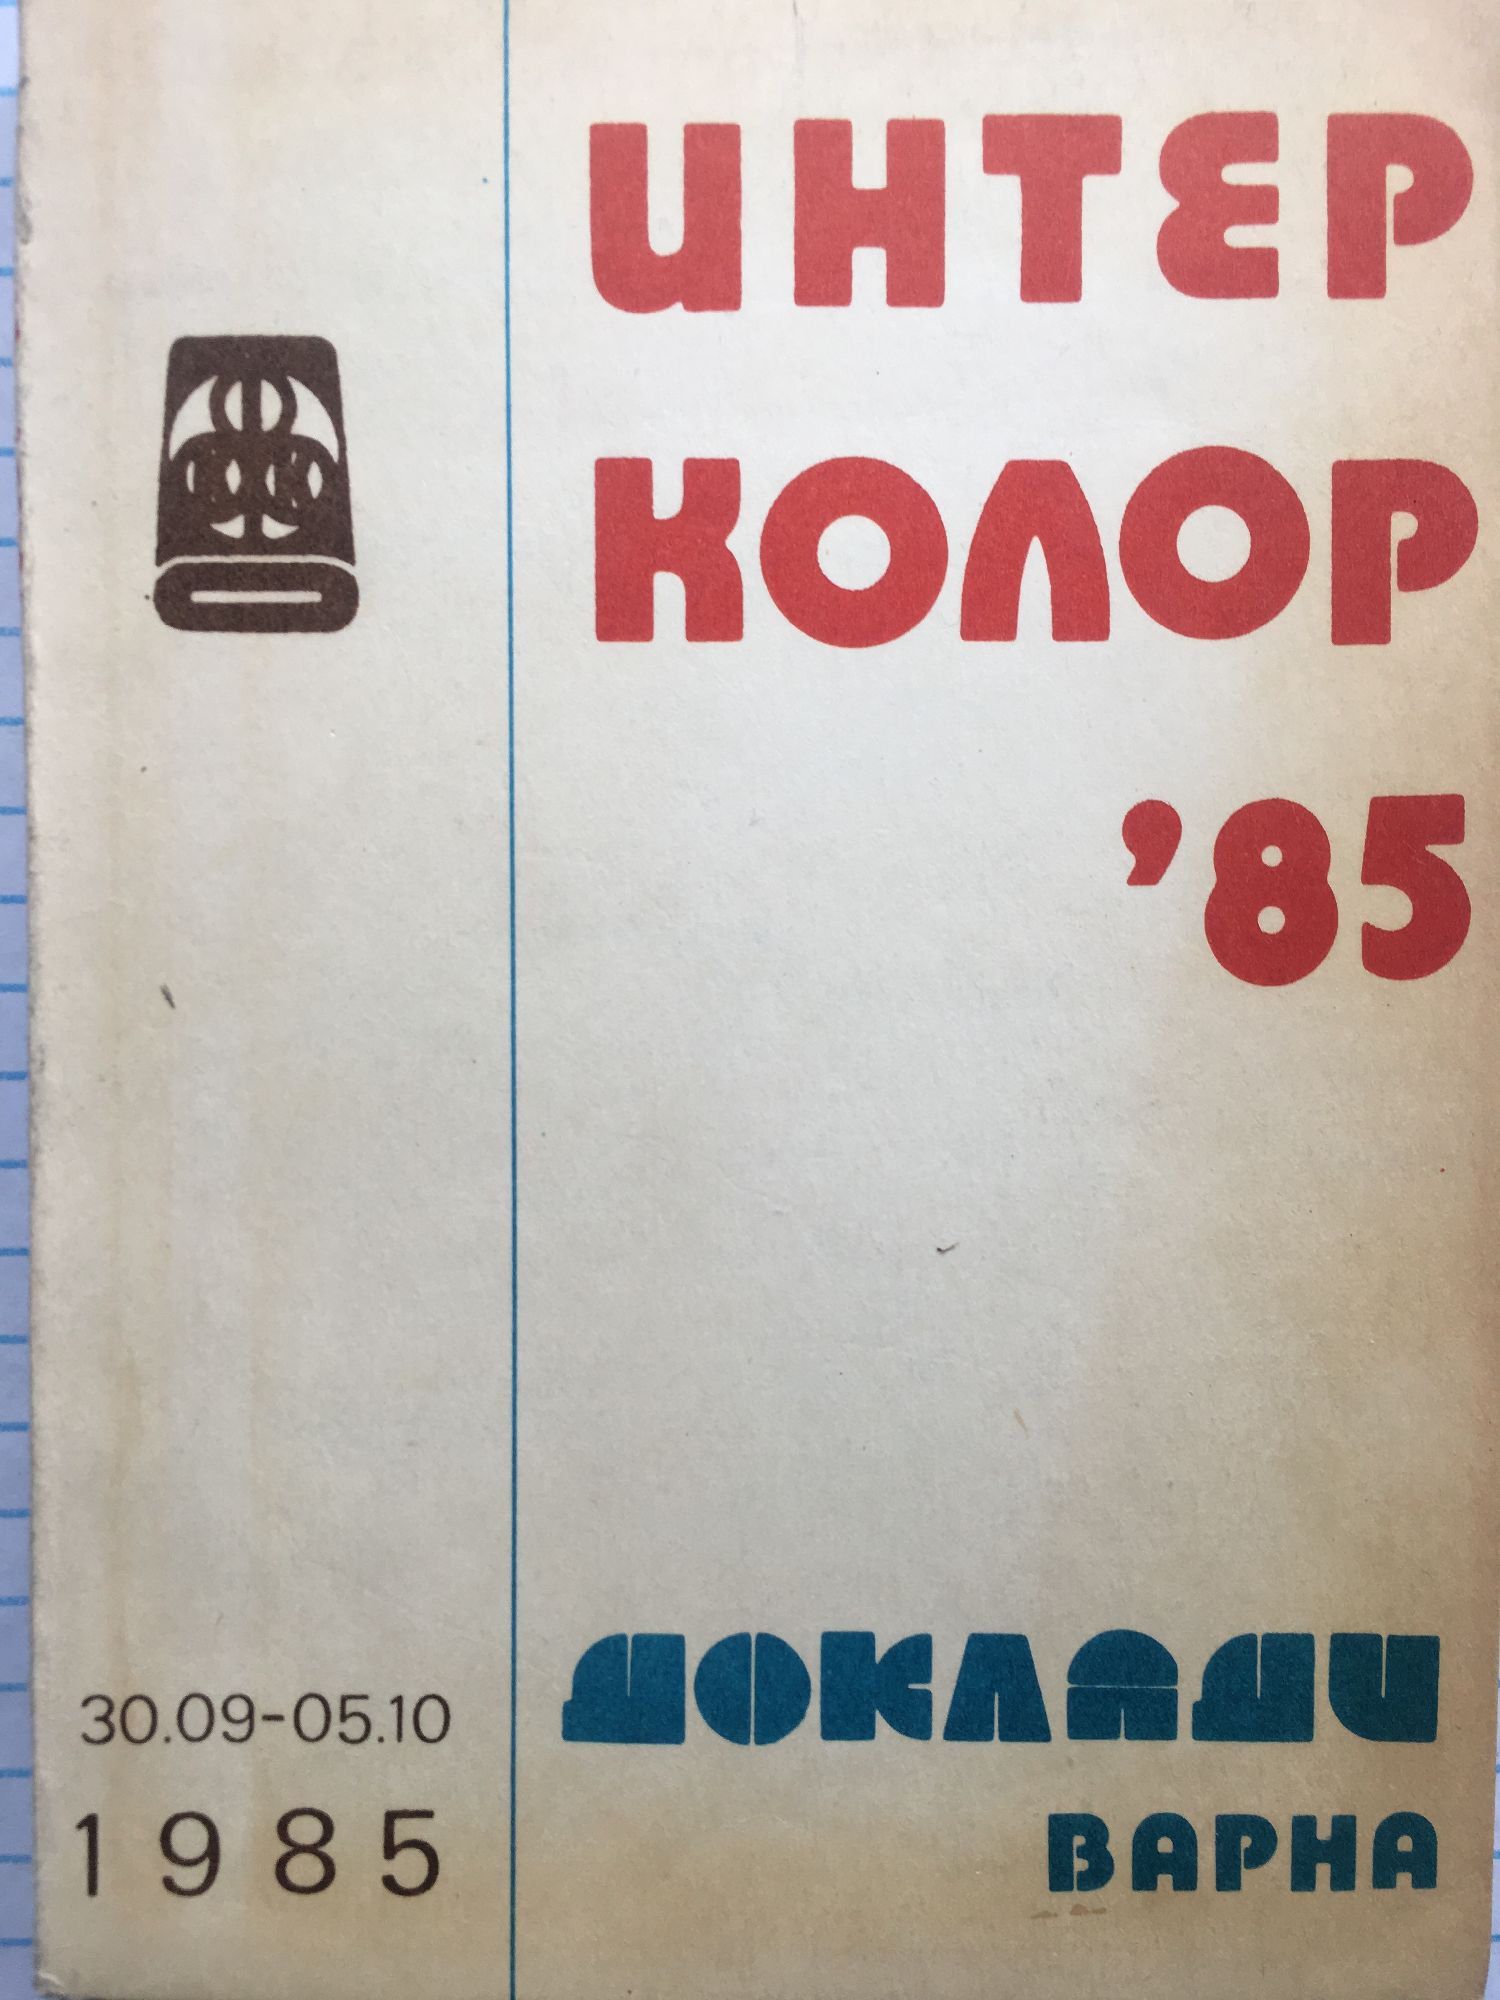 ИНТЕР
КОЛОР
'85
30.09-05.10
1985
ДОКЛАДИ
ВАРНА